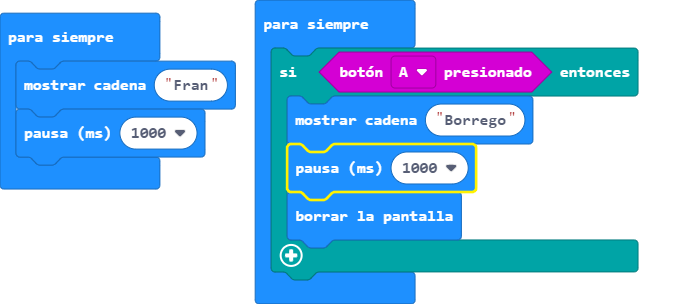 para siempre
mostrar cadena "Fran"
pausa (ms) 1000
para siempre
si botón A presionado entonces
mostrar cadena "Borrego"
pausa (ms) 1000
borrar la pantalla